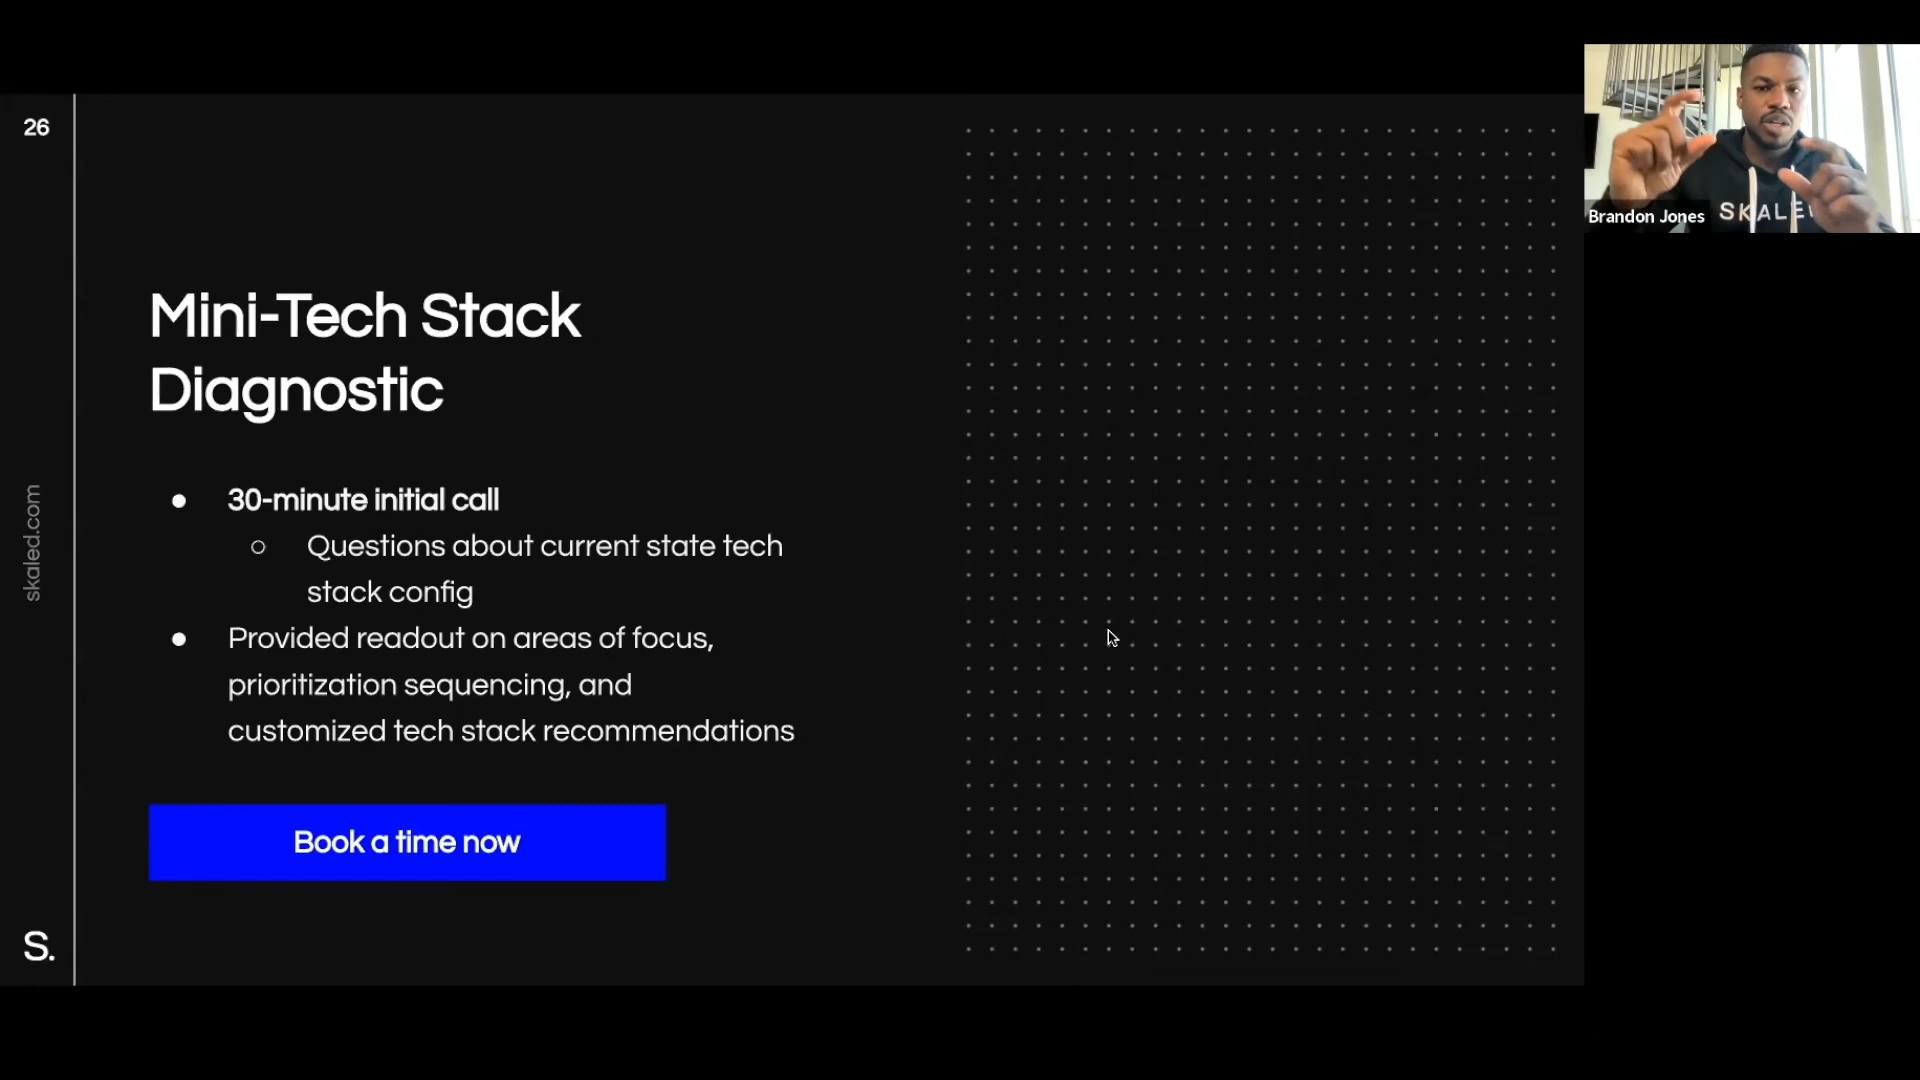 26
Mini-Tech Stack
Diagnostic
● 30-minute initial call
○ Questions about current state tech
stack config
● Provided readout on areas of focus,
prioritization sequencing, and
customized tech stack recommendations
Book a time now
skaled.com
S.
Brandon Jones
SKALE